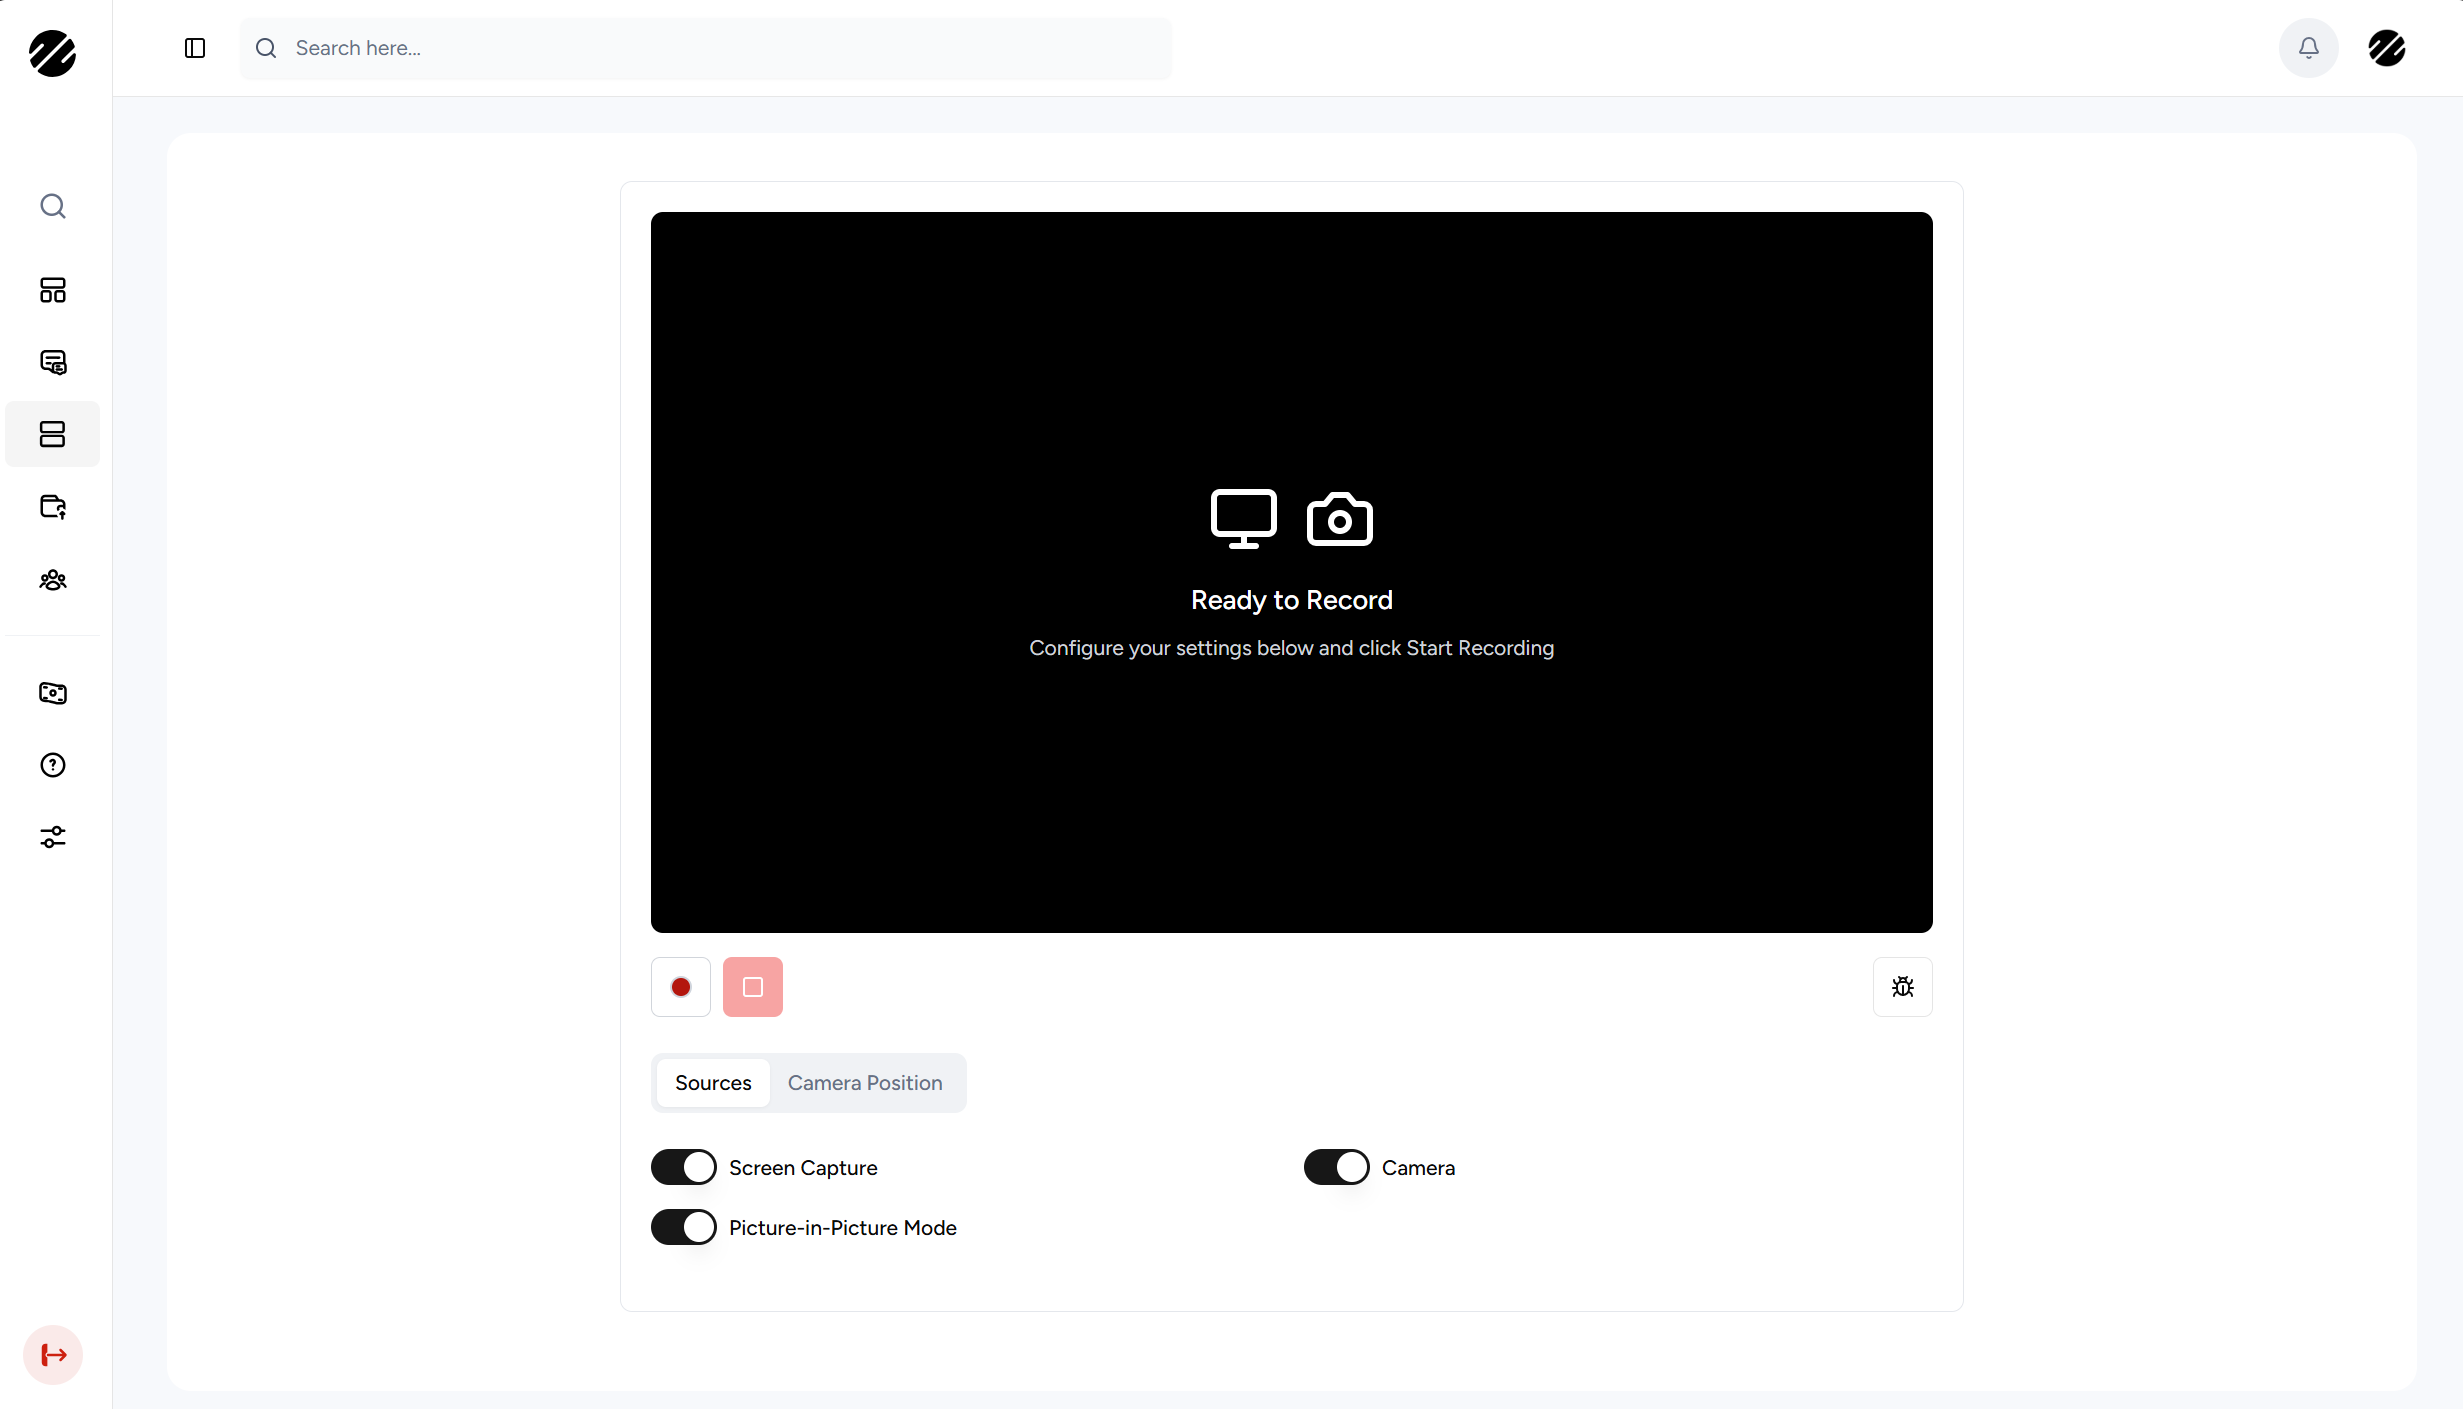 Search here...
Ready to Record
Configure your settings below and click Start Recording
Sources
Camera Position
Screen Capture
Camera
Picture-in-Picture Mode